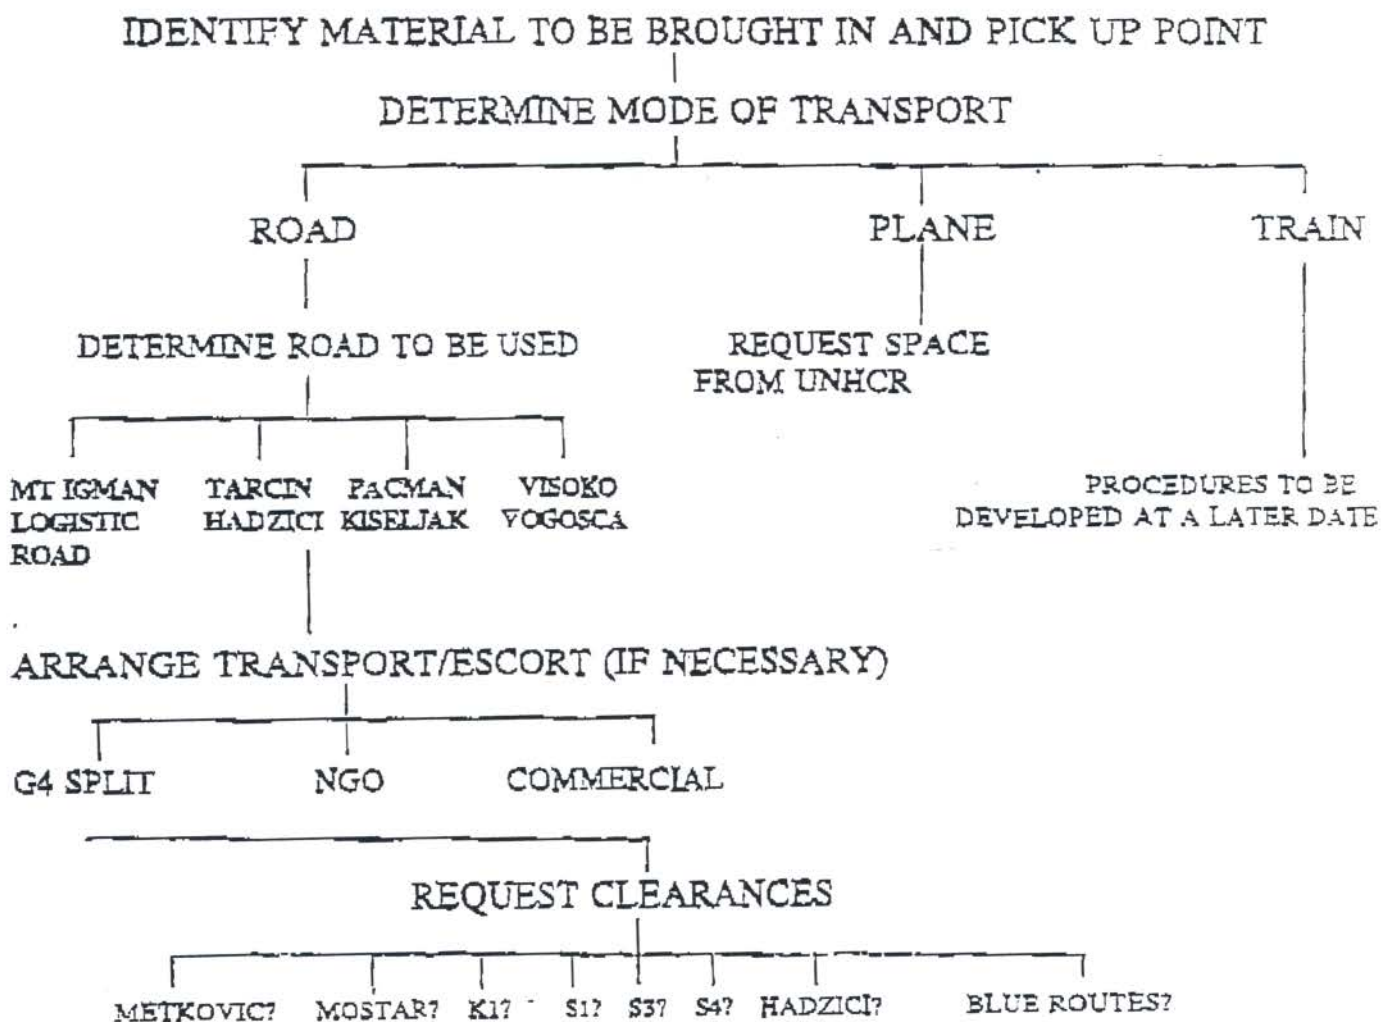 IDENTIFY MATERIAL TO BE BROUGHT IN AND PICK UP POINT
DETERMINE MODE OF TRANSPORT
ROAD
PLANE
TRAIN
DETERMINE ROAD TO BE USED
REQUEST SPACE
FROM UNHCR
MT IGMAN
LOGISTIC
ROAD
TARCIN
HADZICI
PACMAN
KISELJAK
VISOKO
VOGOSCA
PROCEDURES TO BE
DEVELOPED AT A LATER DATE
ARRANGE TRANSPORT/ESCORT (IF NECESSARY)
G4 SPLIT
NGO
COMMERCIAL
REQUEST CLEARANCES
METKOVIC?
MOSTAR?
K1?
S1?
S3?
S4?
HADZICI?
BLUE ROUTES?